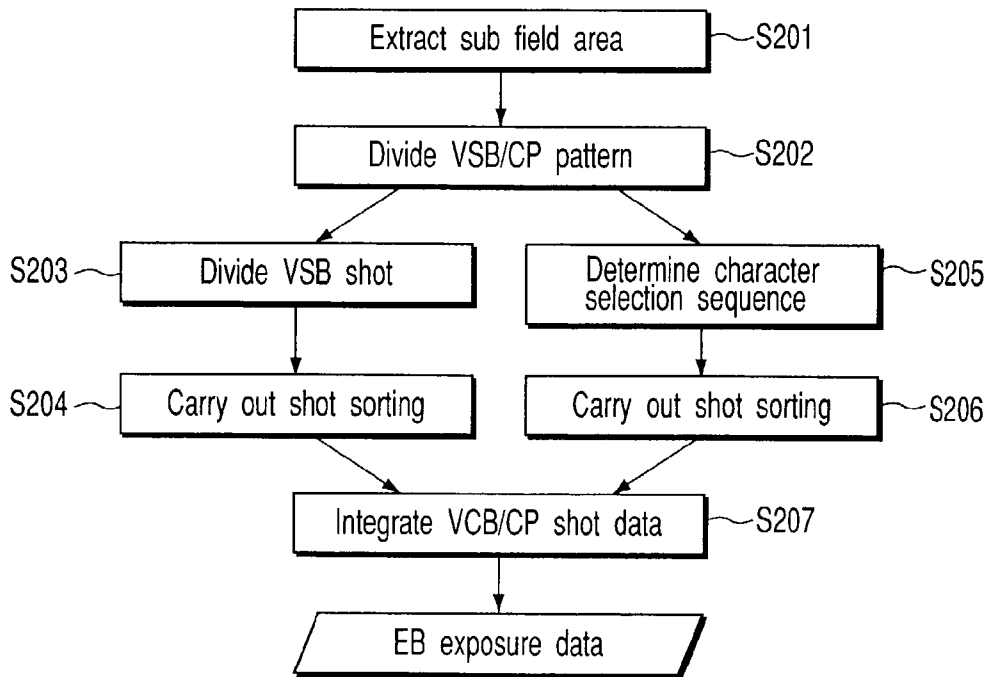 Extract sub field area
S201
Divide VSB/CP pattern
S202
S203
Divide VSB shot
Determine character
selection sequence
S205
S204
Carry out shot sorting
Carry out shot sorting
S206
Integrate VCB/CP shot data
S207
EB exposure data